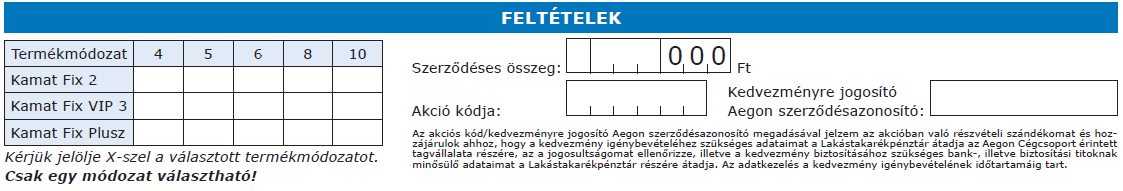 FELTÉTELEK
Termékmódozat 4 5 6 8 10
Kamat Fix 2
Kamat Fix VIP 3
Kamat Fix Plusz
Kérjük jelölje X-szel a választott termékmódozatot.
Csak egy módozat választható!
Szerződéses összeg: 000 Ft
Akció kódja:
Kedvezményre jogosító
Aegon szerződésazonosító:
Az akciós kód/kedvezményre jogosító Aegon szerződésazonosító megadásával jelzem az akcióban való részvételi szándékomat és hoz-
zájárulok ahhoz, hogy a kedvezmény igénybevételéhez szükséges adataimat a Lakástakarékpénztár átadja az Aegon Cégcsoport érintett
tagvállalata részére, az a jogosultságomat ellenőrizze, illetve a kedvezmény biztosításához szükséges bank-, illetve biztosítási titoknak
minősülő adataimat a Lakástakarékpénztár részére átadja. Az adatkezelés a kedvezmény igénybevételének időtartamáig tart.